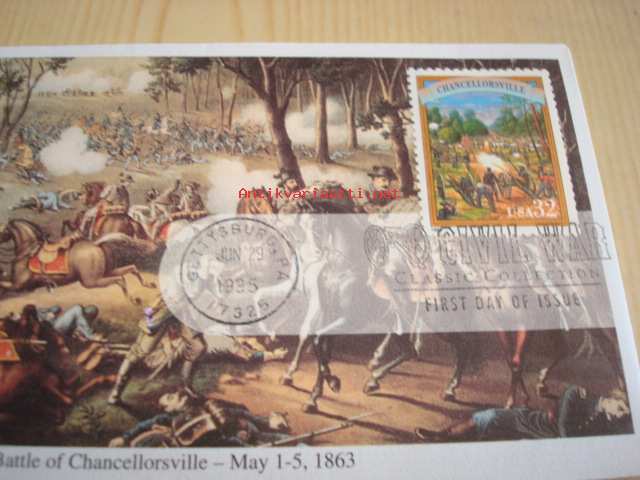 CHANCELLORSVILLE
USA 32
Antikvariaatti.net
GETTYSBURG, PA
JUN 29
1995
17325
CIVIL WAR
CLASSIC COLLECTION
FIRST DAY OF ISSUE
Battle of Chancellorsville – May 1-5, 1863